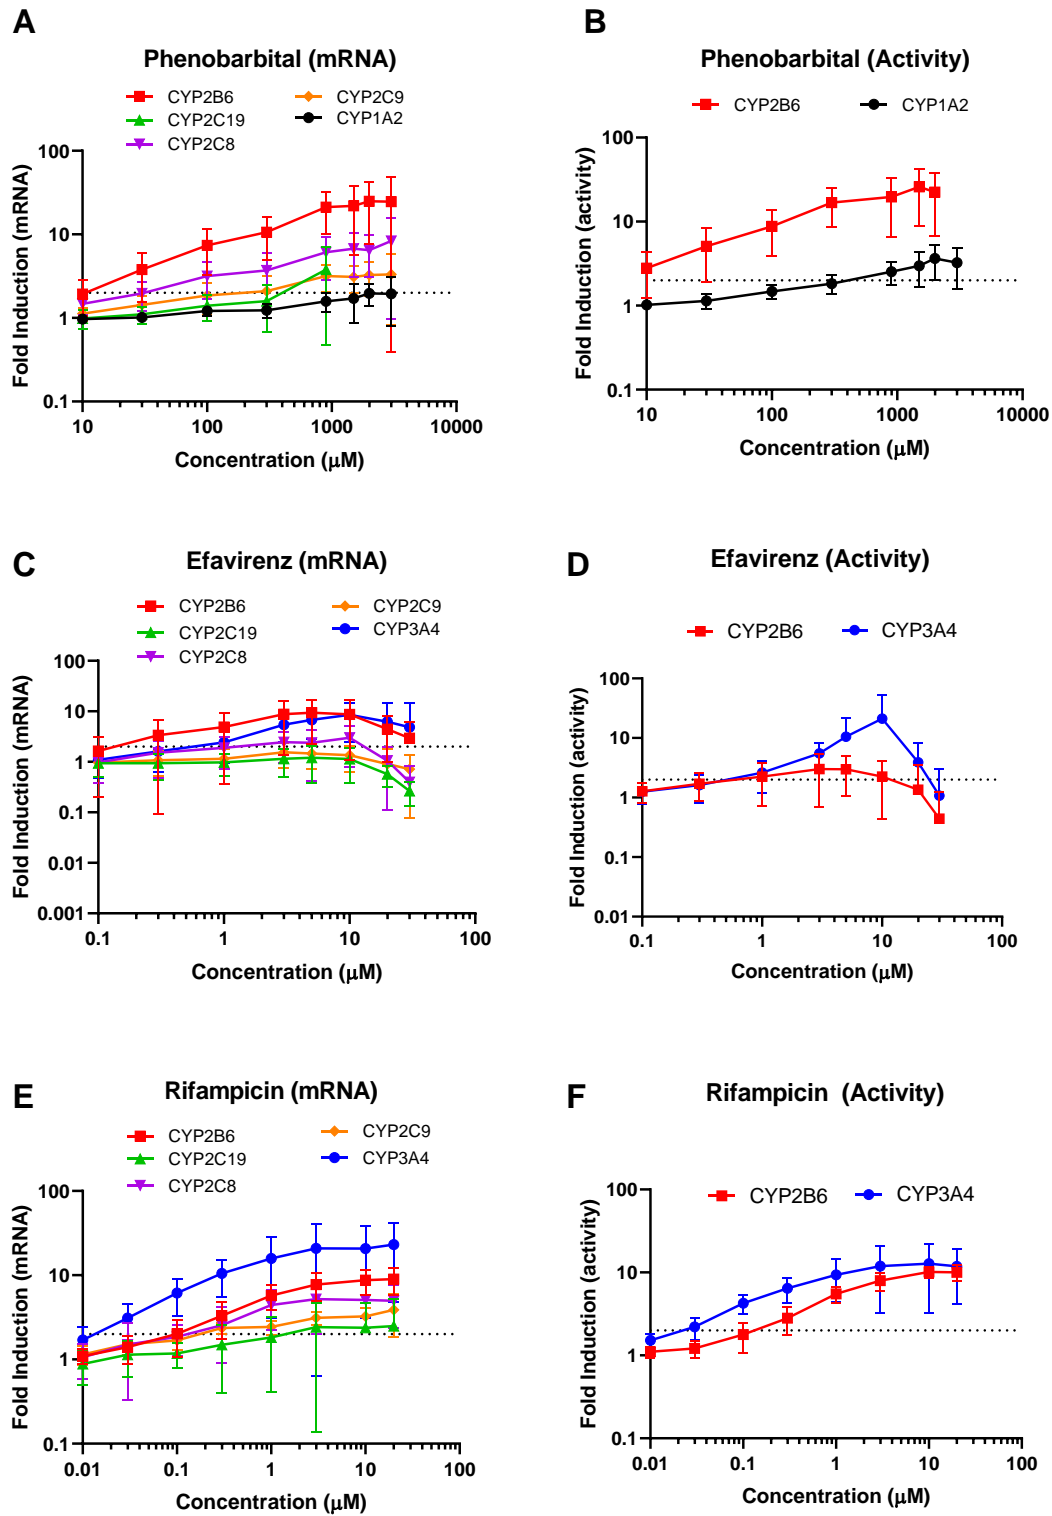 A
Phenobarbital (mRNA)
CYP2B6
CYP2C19
CYP2C8
CYP2C9
CYP1A2
Fold Induction (mRNA)
100
10
1
0.1
10
100
1000
10000
Concentration (μM)
B
Phenobarbital (Activity)
CYP2B6
CYP1A2
Fold Induction (activity)
100
10
1
0.1
10
100
1000
10000
Concentration (μM)
C
Efavirenz (mRNA)
CYP2B6
CYP2C19
CYP2C8
CYP2C9
CYP3A4
Fold Induction (mRNA)
100
10
1
0.1
0.01
0.001
0.1
1
10
100
Concentration (μM)
D
Efavirenz (Activity)
CYP2B6
CYP3A4
Fold Induction (activity)
100
10
1
0.1
0.01
0.1
1
10
100
Concentration (μM)
E
Rifampicin (mRNA)
CYP2B6
CYP2C19
CYP2C8
CYP2C9
CYP3A4
Fold Induction (mRNA)
100
10
1
0.1
0.01
0.1
1
10
100
Concentration (μM)
F
Rifampicin (Activity)
CYP2B6
CYP3A4
Fold Induction (activity)
100
10
1
0.1
0.01
0.1
1
10
100
Concentration (μM)